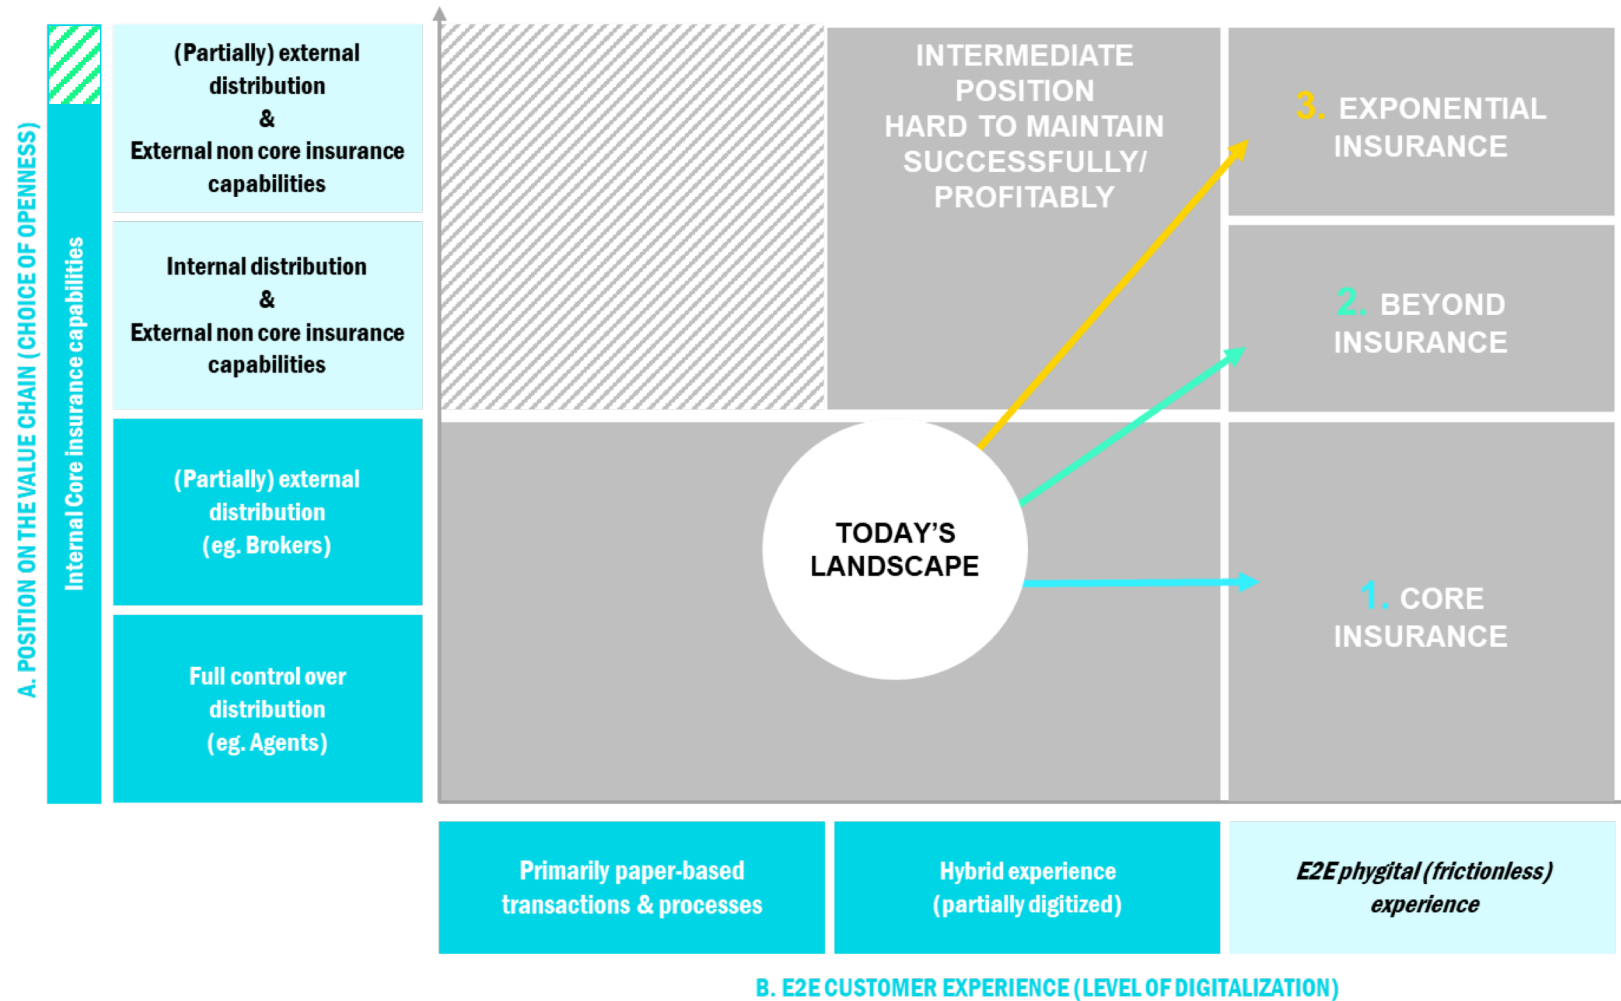 A. POSITION ON THE VALUE CHAIN (CHOICE OF OPENNESS)
Internal Core insurance capabilities
(Partially) external
distribution
&
External non core insurance
capabilities
Internal distribution
&
External non core insurance
capabilities
(Partially) external
distribution
(eg. Brokers)
Full control over
distribution
(eg. Agents)
INTERMEDIATE
POSITION
HARD TO MAINTAIN
SUCCESSFULLY/
PROFITABLY
3. EXPONENTIAL
INSURANCE
2. BEYOND
INSURANCE
TODAY'S
LANDSCAPE
1. CORE
INSURANCE
Primarily paper-based
transactions & processes
Hybrid experience
(partially digitized)
E2E phygital (frictionless)
experience
B. E2E CUSTOMER EXPERIENCE (LEVEL OF DIGITALIZATION)